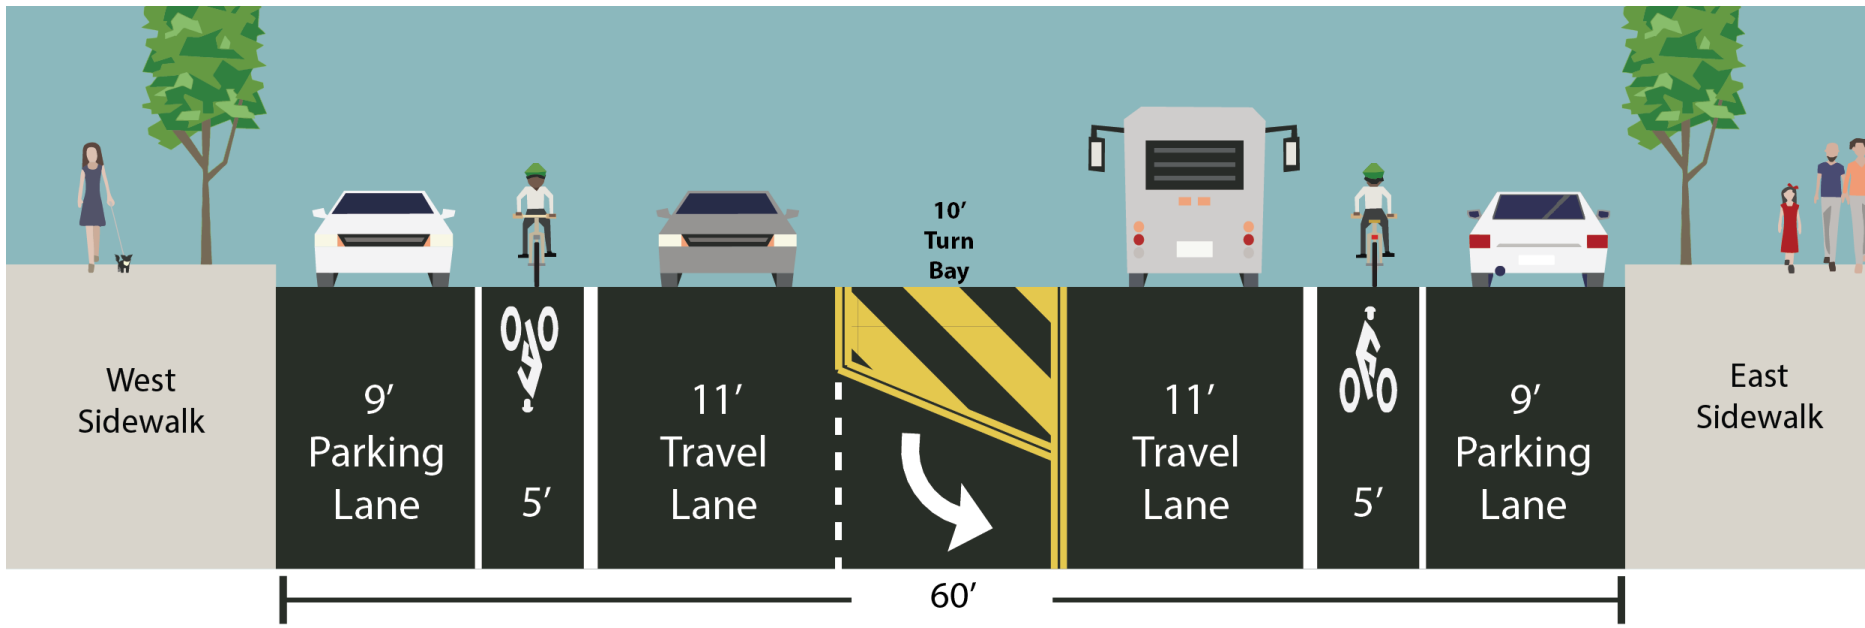 10’
Turn
Bay
West
Sidewalk
9’
Parking
Lane
5’
11’
Travel
Lane
11’
Travel
Lane
5’
9’
Parking
Lane
East
Sidewalk
60’